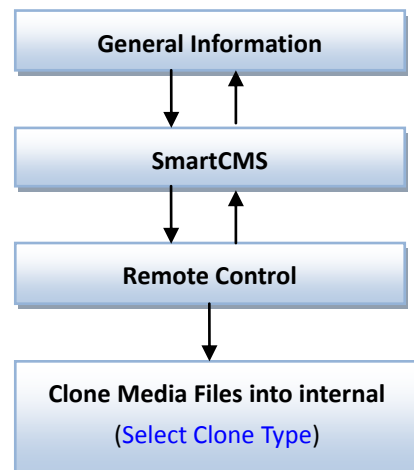 General Information
SmartCMS
Remote Control
Clone Media Files into internal
(Select Clone Type)